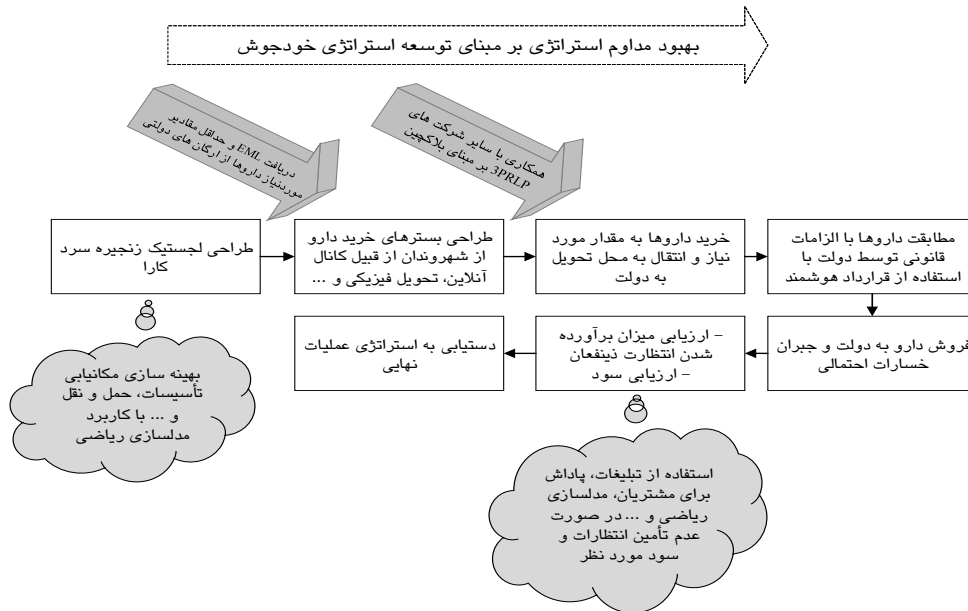 بهبود مداوم استراتژی بر مبنای توسعه استراتژی خودجوش
دریافت EML و حداقل مقادیر
موردنیاز داروها از ارگان های دولتی
همکاری با سایر شرکت های
3PRLP بر مبنای بلاکچین
طراحی لجستیک زنجیره سرد
کارا
طراحی بسترهای خرید دارو
از شهروندان از قبیل کانال
آنلاین، تحویل فیزیکی و ...
خرید داروها به مقدار مورد
نیاز و انتقال به محل تحویل
به دولت
مطابقت داروها با الزامات
قانونی توسط دولت با
استفاده از قرارداد هوشمند
فروش دارو به دولت و جبران
خسارات احتمالی
– ارزیابی میزان برآورده
شدن انتظارت ذینفعان
– ارزیابی سود
دستیابی به استراتژی عملیات
نهایی
بهینه سازی مکانیابی
تأسیسات، حمل و نقل
و ... با کاربرد
مدلسازی ریاضی
استفاده از تبلیغات، پاداش
برای مشتریان، مدلسازی
ریاضی و ... در صورت
عدم تأمین انتظارات و
سود مورد نظر